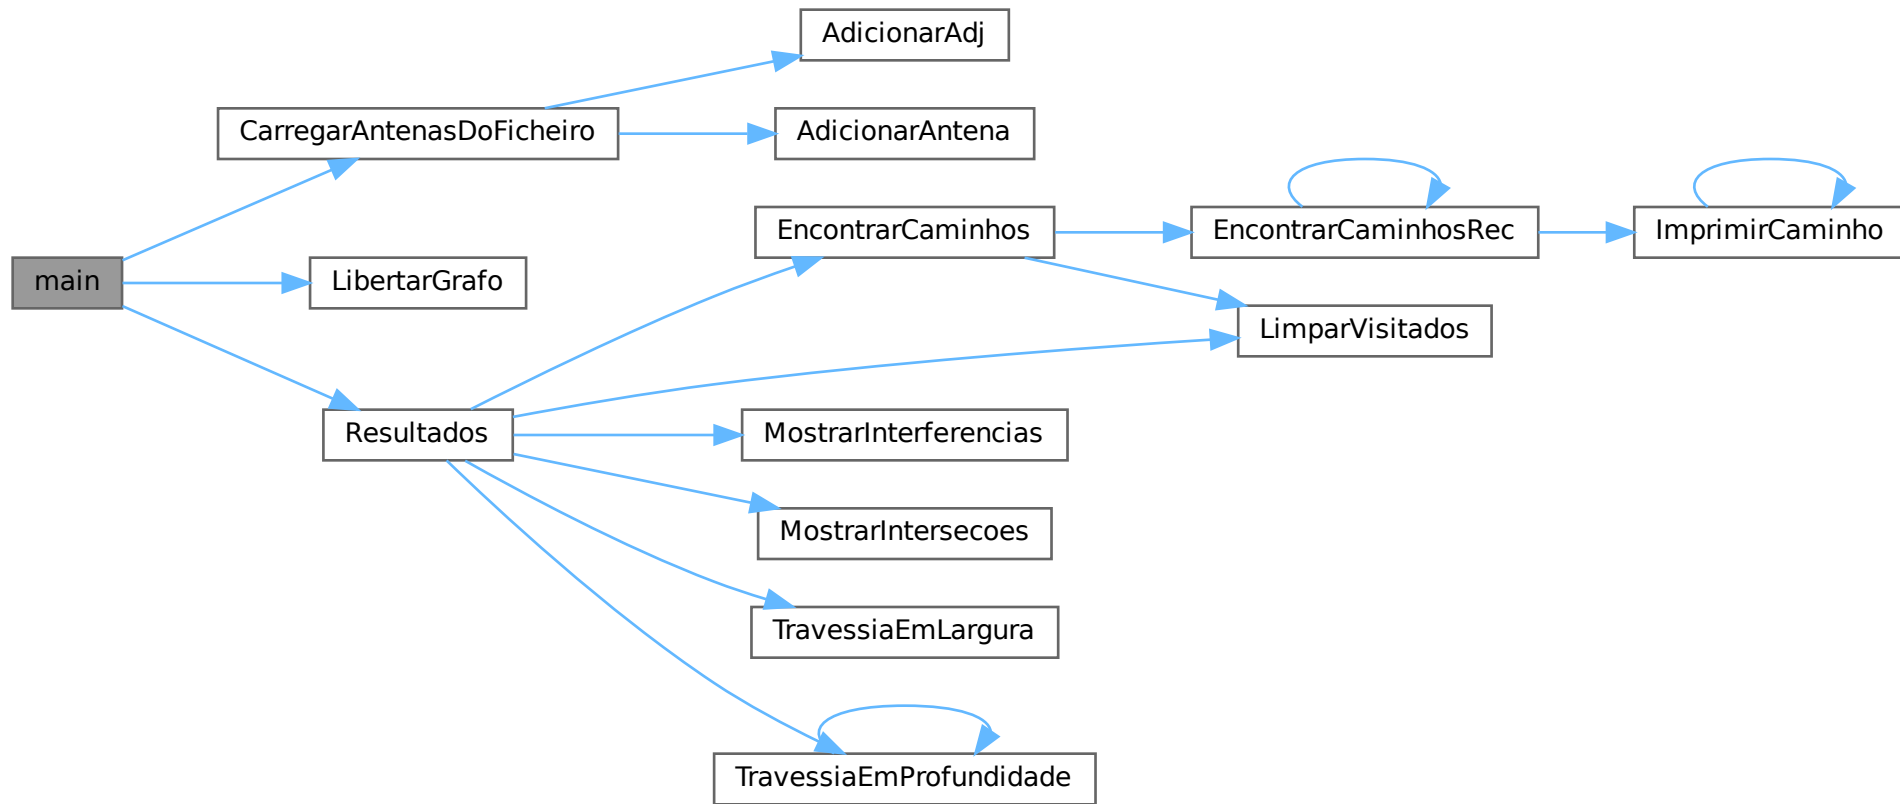 AdicionarAdj
CarregarAntenasDoFicheiro
AdicionarAntena
EncontrarCaminhos
EncontrarCaminhosRec
ImprimirCaminho
main
LibertarGrafo
LimparVisitados
Resultados
MostrarInterferencias
MostrarIntersecoes
TravessiaEmLargura
TravessiaEmProfundidade